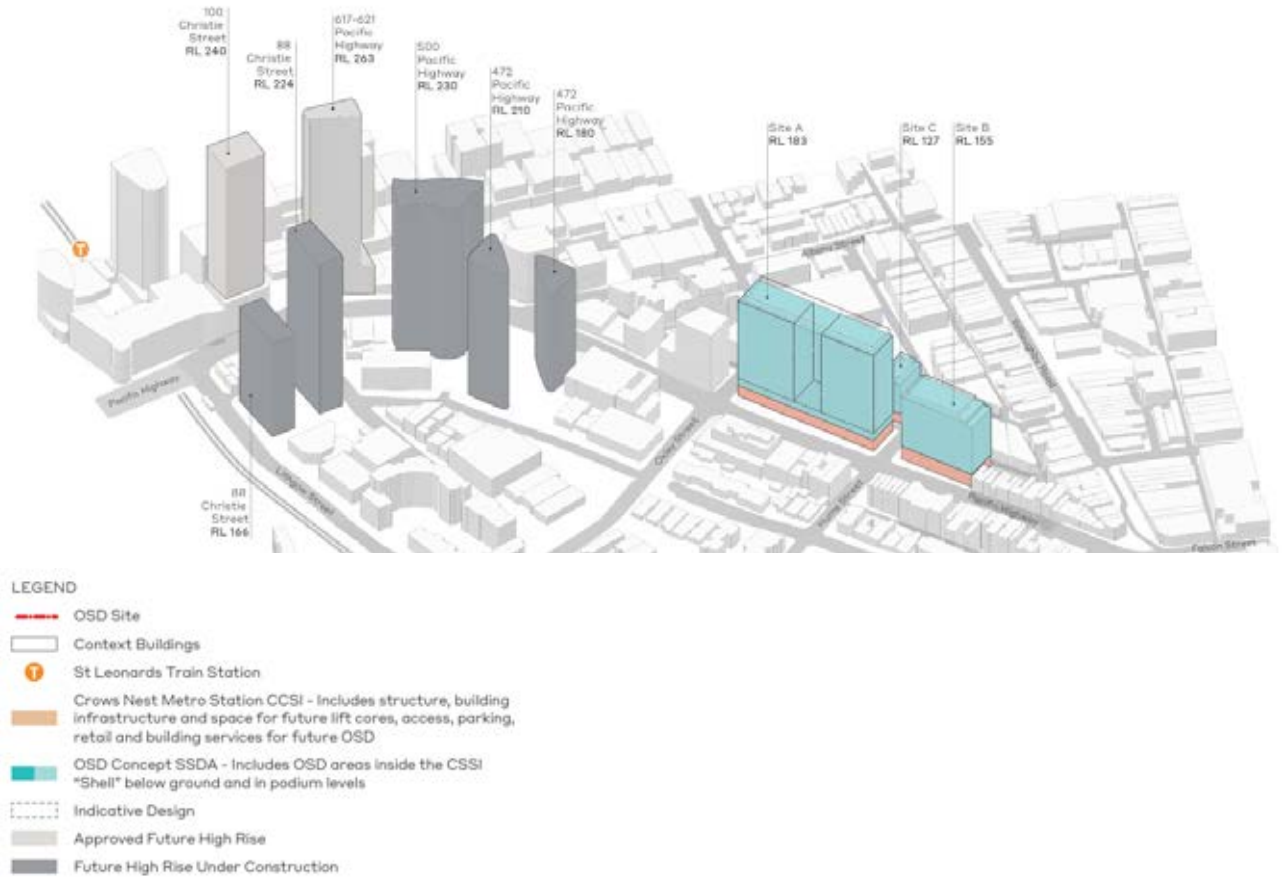 100
Christie
Street
RL 240
88
Christie
Street
RL 224
617-621
Pacific
Highway
RL 263
500
Pacific
Highway
RL 230
472
Pacific
Highway
RL 210
472
Pacific
Highway
RL 180
Site A
RL 183
Site C
RL 127
Site B
RL 155
T
Pacific Highway
Street
Street
Street
Pacific Highway
Falcon Street
88
Christie
Street
RL 166
LEGEND
OSD Site
Context Buildings
T St Leonards Train Station
Crows Nest Metro Station CCSI - Includes structure, building
infrastructure and space for future lift cores, access, parking,
retail and building services for future OSD
OSD Concept SSDA - Includes OSD areas inside the CSSI
"Shell" below ground and in podium levels
Indicative Design
Approved Future High Rise
Future High Rise Under Construction